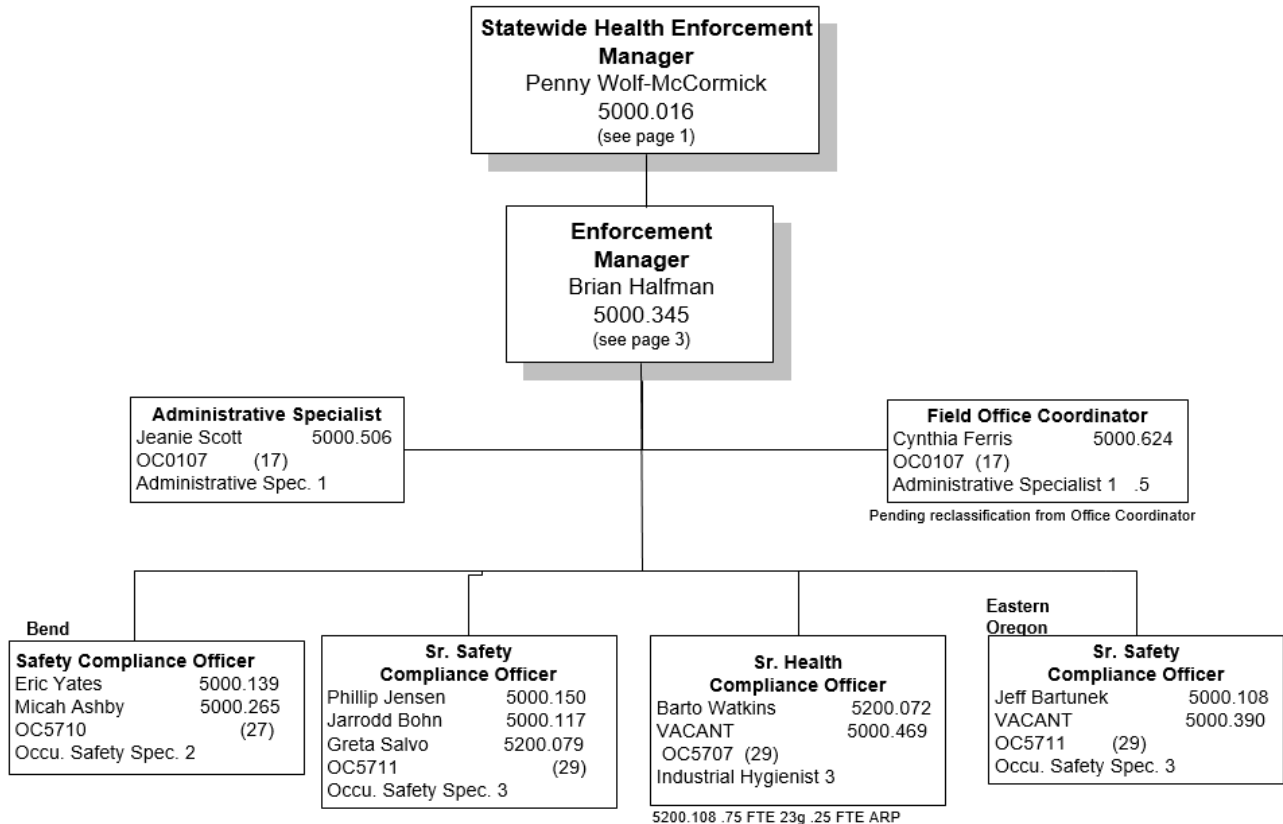 Statewide Health Enforcement
Manager
Penny Wolf-McCormick
5000.016
(see page 1)
Enforcement
Manager
Brian Halfman
5000.345
(see page 3)
Administrative Specialist
Jeanie Scott 5000.506
OC0107 (17)
Administrative Spec. 1
Field Office Coordinator
Cynthia Ferris 5000.624
OC0107 (17)
Administrative Specialist 1 .5
Pending reclassification from Office Coordinator
Bend
Safety Compliance Officer
Eric Yates 5000.139
Micah Ashby 5000.265
OC5710 (27)
Occu. Safety Spec. 2
Sr. Safety
Compliance Officer
Phillip Jensen 5000.150
Jarrodd Bohn 5000.117
Greta Salvo 5200.079
OC5711 (29)
Occu. Safety Spec. 3
Sr. Health
Compliance Officer
Barto Watkins 5200.072
VACANT 5000.469
OC5707 (29)
Industrial Hygienist 3
5200.108 .75 FTE 23g .25 FTE ARP
Eastern
Oregon
Sr. Safety
Compliance Officer
Jeff Bartunek 5000.108
VACANT 5000.390
OC5711 (29)
Occu. Safety Spec. 3